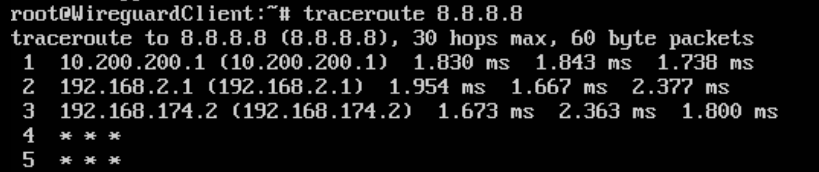 root@WireguardClient:~# traceroute 8.8.8.8
traceroute to 8.8.8.8 (8.8.8.8), 30 hops max, 60 byte packets
1 10.200.200.1 (10.200.200.1) 1.830 ms 1.843 ms 1.738 ms
2 192.168.2.1 (192.168.2.1) 1.954 ms 1.667 ms 2.377 ms
3 192.168.174.2 (192.168.174.2) 1.673 ms 2.363 ms 1.800 ms
4 * * *
5 * * *